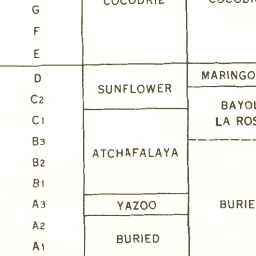 COCODRIE
G
F
E
D
C2
C1
B3
B2
B1
A3
A2
A1
SUNFLOWER
ATCHAFALAYA
YAZOO
BURIED
MARINGO
BAYOU
LA ROS
BURIE